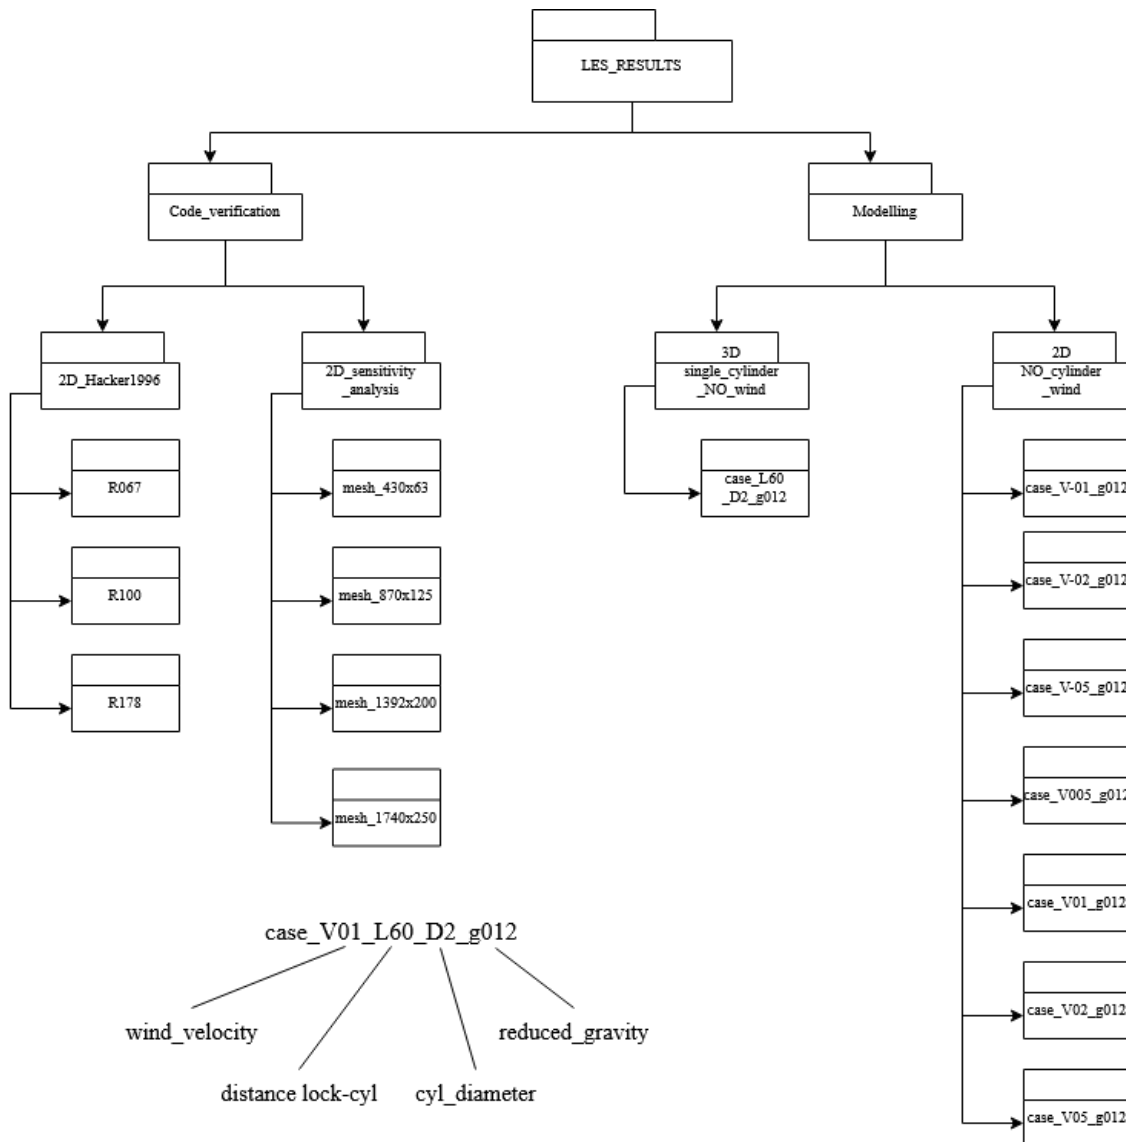 LES_RESULTS
Code_verification
Modelling
2D_Hacker1996
2D_sensitivity
_analysis
3D
single_cylinder
_NO_wind
2D
NO_cylinder
_wind
R067
R100
R178
mesh_430x63
mesh_870x125
mesh_1392x200
mesh_1740x250
case_L60
_D2_g012
case_V-01_g012
case_V-02_g012
case_V-05_g012
case_V005_g012
case_V01_g012
case_V02_g012
case_V05_g012
case_V01_L60_D2_g012
wind_velocity
reduced_gravity
distance lock-cyl
cyl_diameter